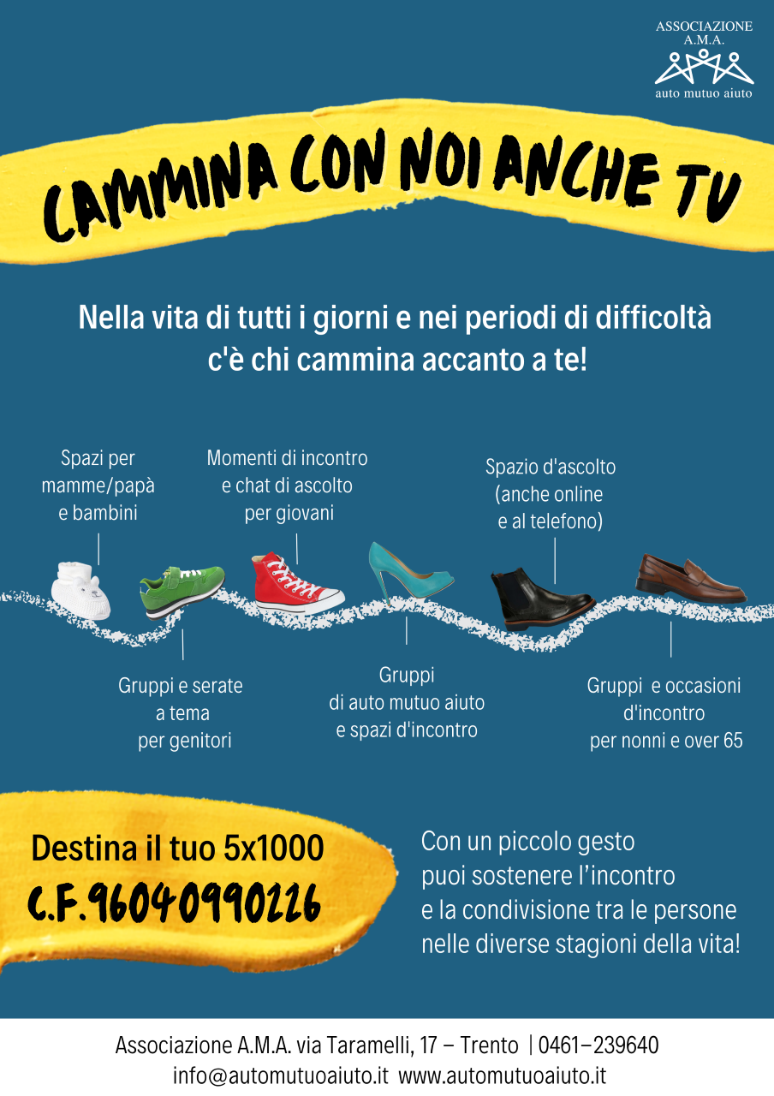 ASSOCIAZIONE
A.M.A.
auto mutuo aiuto
CAMMINA CON NOI ANCHE TU
Nella vita di tutti i giorni e nei periodi di difficoltà
c'è chi cammina accanto a te!
Spazi per
mamme/papà
e bambini
Momenti di incontro
e chat di ascolto
per giovani
Spazio d'ascolto
(anche online
e al telefono)
Gruppi e serate
a tema
per genitori
Gruppi
di auto mutuo aiuto
e spazi d'incontro
Gruppi e occasioni
d'incontro
per nonni e over 65
Destina il tuo 5x1000
C.F.96040990226
Con un piccolo gesto
puoi sostenere l’incontro
e la condivisione tra le persone
nelle diverse stagioni della vita!
Associazione A.M.A. via Taramelli, 17 – Trento | 0461–239640
info@automutuoaiuto.it www.automutuoaiuto.it